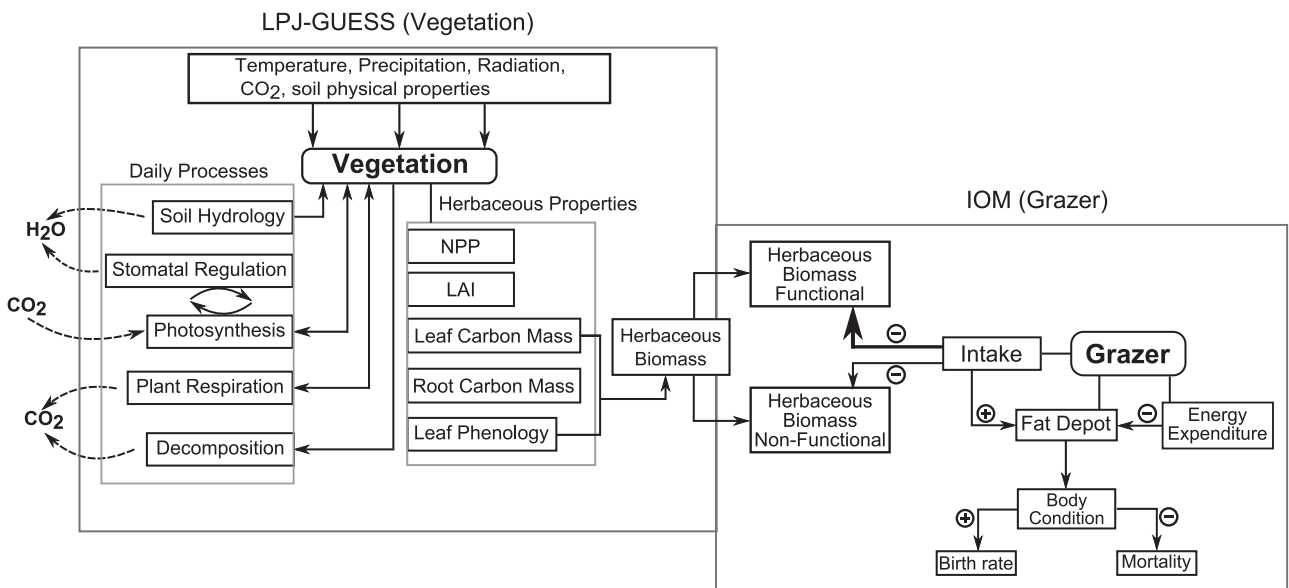 LPJ-GUESS (Vegetation)
Temperature, Precipitation, Radiation,
CO2, soil physical properties
Vegetation
Daily Processes
Soil Hydrology
H2O
Stomatal Regulation
CO2
Photosynthesis
Plant Respiration
CO2
Decomposition
Herbaceous Properties
NPP
LAI
Leaf Carbon Mass
Root Carbon Mass
Leaf Phenology
Herbaceous
Biomass
IOM (Grazer)
Herbaceous
Biomass
Functional
Herbaceous
Biomass
Non-Functional
−
−
Intake
Grazer
+
Fat Depot
−
Energy
Expenditure
Body
Condition
+
−
Birth rate
Mortality